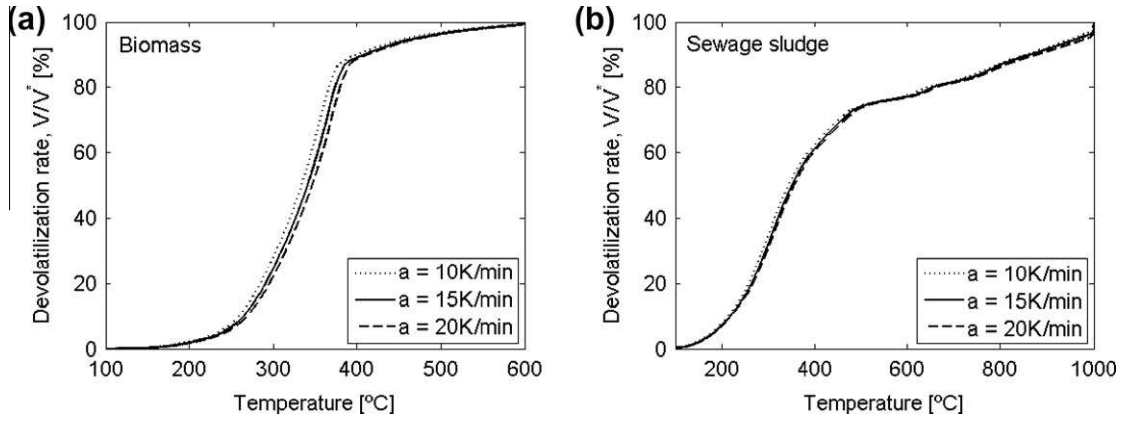 (a)
Biomass
Devolatilization rate, V/V* [%]
100
80
60
40
20
0
a = 10K/min
a = 15K/min
a = 20K/min
100
200
300
400
500
600
Temperature [ºC]
(b)
Sewage sludge
Devolatilization rate, V/V* [%]
100
80
60
40
20
0
a = 10K/min
a = 15K/min
a = 20K/min
200
400
600
800
1000
Temperature [ºC]